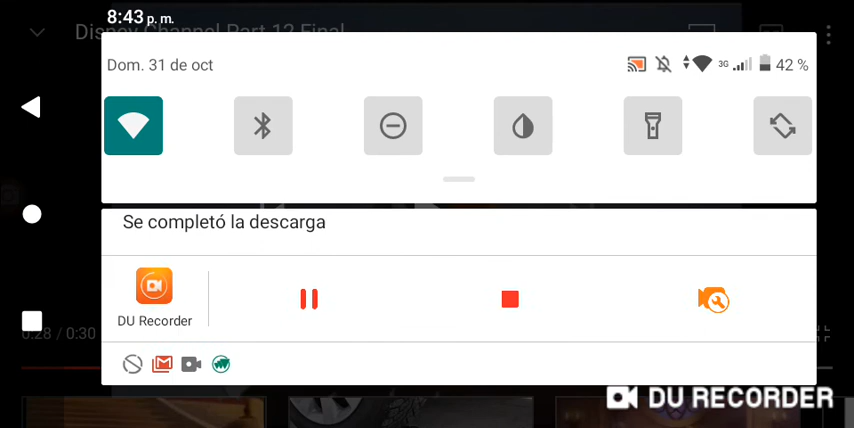 8:43 p. m.
Disney Channel Part 12 Final
Dom. 31 de oct
3G
42 %
Se completó la descarga
DU Recorder
0:28 / 0:30
DU RECORDER